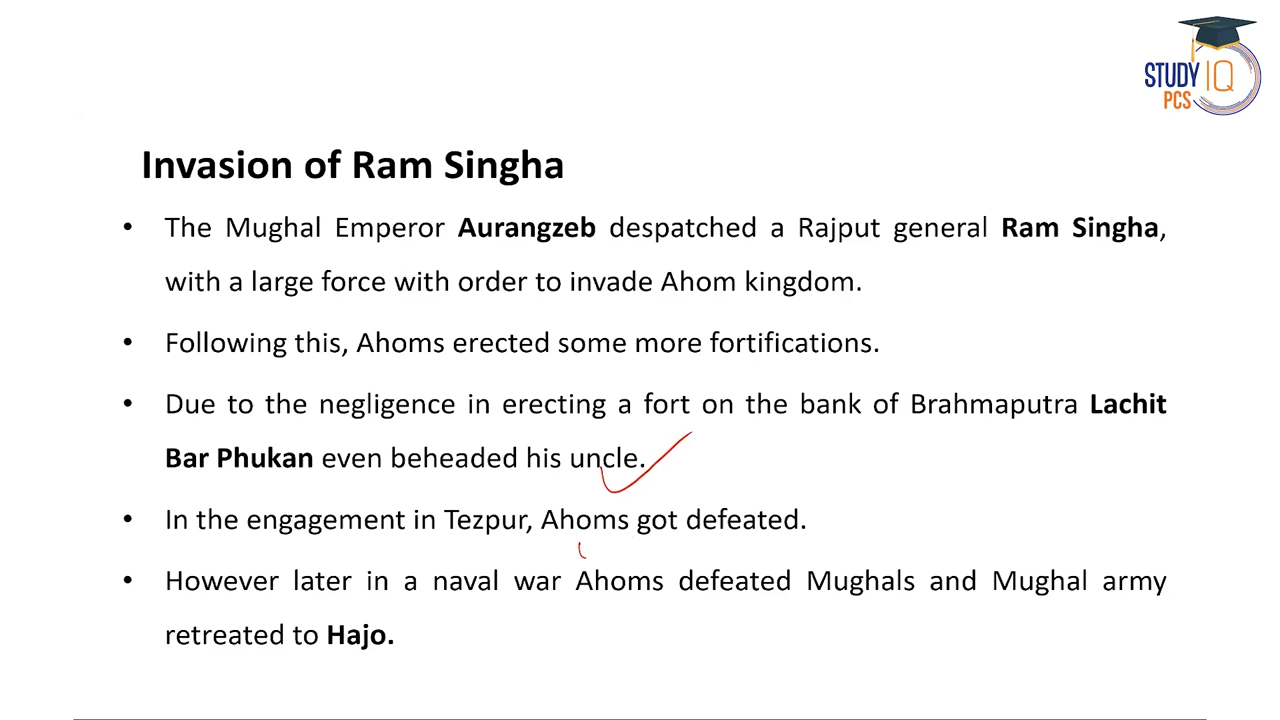 STUDY IQ
PCS
Invasion of Ram Singha
• The Mughal Emperor Aurangzeb despatched a Rajput general Ram Singha,
with a large force with order to invade Ahom kingdom.
• Following this, Ahoms erected some more fortifications.
• Due to the negligence in erecting a fort on the bank of Brahmaputra Lachit
Bar Phukan even beheaded his uncle.
• In the engagement in Tezpur, Ahoms got defeated.
• However later in a naval war Ahoms defeated Mughals and Mughal army
retreated to Hajo.